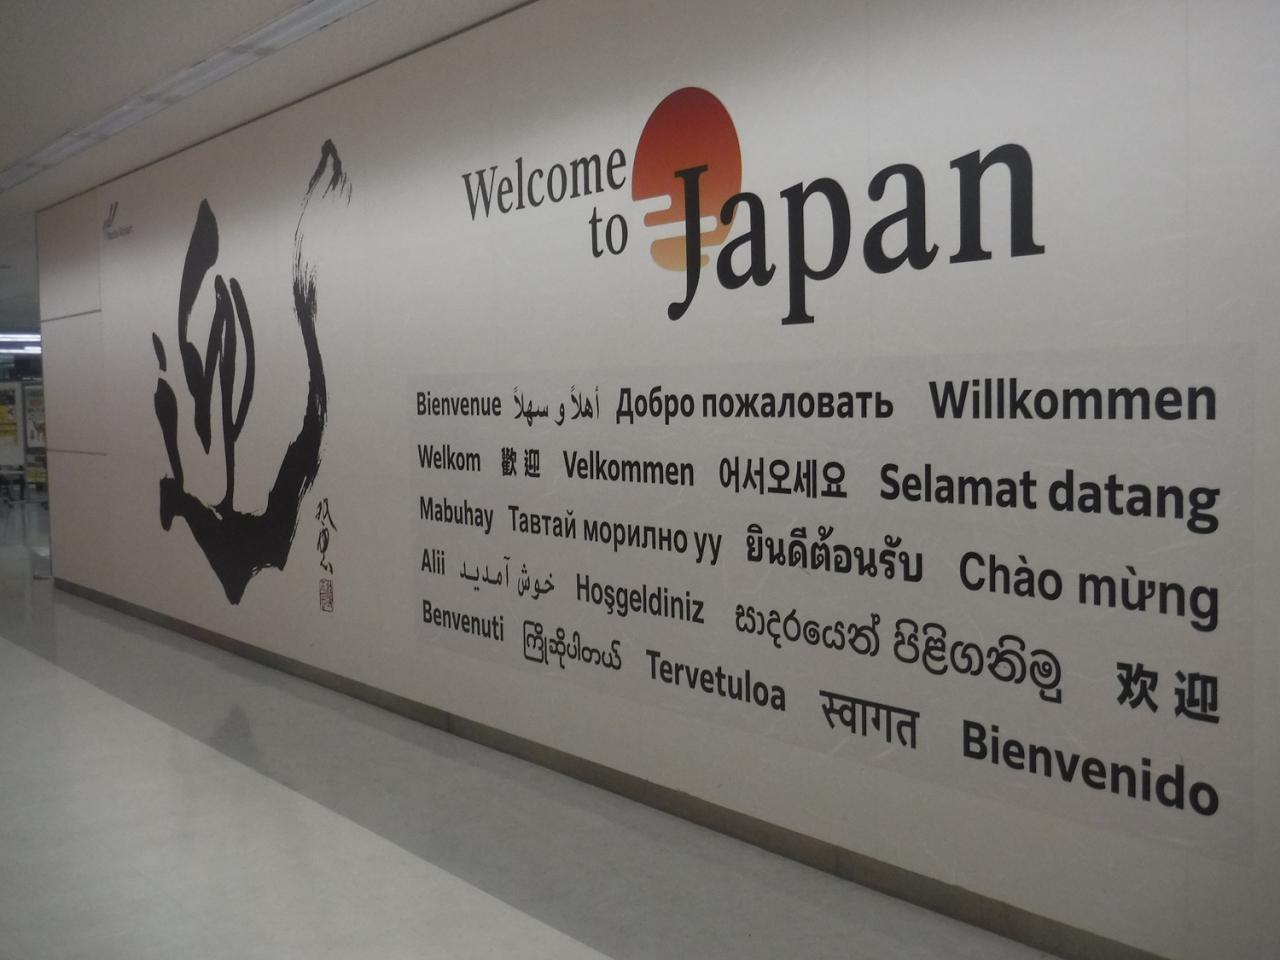 Welcome
to
Japan
Bienvenue أهلاً و سهلاً Добро пожаловать Willkommen
Welkom 歡迎 Velkommen 어서오세요 Selamat datang
Mabuhay Тавтай морилно уу ยินดีต้อนรับ Chào mừng
Alii خوش آمدید Hoşgeldiniz සාදරයෙන් පිළිගනිමු 欢迎
Benvenuti ကြိုဆိုပါတယ် Tervetuloa स्वागत Bienvenido